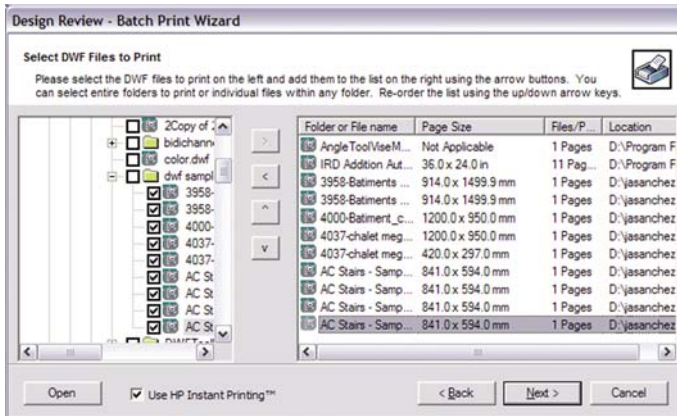 Design Review - Batch Print Wizard
Select DWF Files to Print
Please select the DWF files to print on the left and add them to the list on the right using the arrow buttons. You
can select entire folders to print or individual files within any folder. Re-order the list using the up/down arrow keys.
2Copy of 2
bidichann
color.dwf
dwf sampl
3958-
3958-
4000-
4037-
4037-
AC St
AC St
AC St
AC St
>
<
^
v
Folder or File name Page Size Files/P... Location
AngleToolViseM... Not Applicable 1 Pages D:\Program F
IRD Addition Aut... 36.0 x 24.0 in 11 Pag... D:\Program F
3958-Batiments ... 914.0 x 1499.9 mm 1 Pages D:\jasanchez
3958-Batiments ... 914.0 x 1499.9 mm 1 Pages D:\jasanchez
4000-Batiment_c... 1200.0 x 950.0 mm 1 Pages D:\jasanchez
4037-chalet meg... 1200.0 x 950.0 mm 1 Pages D:\jasanchez
4037-chalet meg... 420.0 x 297.0 mm 1 Pages D:\jasanchez
AC Stairs - Samp... 841.0 x 594.0 mm 1 Pages D:\jasanchez
AC Stairs - Samp... 841.0 x 594.0 mm 1 Pages D:\jasanchez
AC Stairs - Samp... 841.0 x 594.0 mm 1 Pages D:\jasanchez
AC Stairs - Samp... 841.0 x 594.0 mm 1 Pages D:\jasanchez
Open
Use HP Instant Printing™
< Back
Next >
Cancel